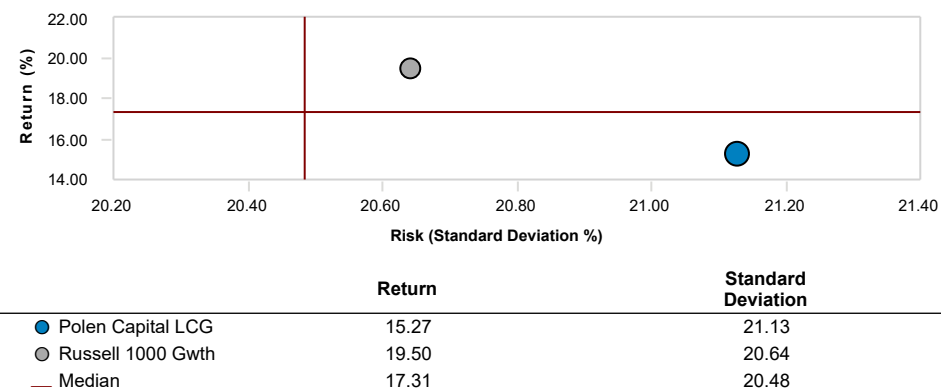 22.00
20.00
18.00
16.00
14.00
Return (%)
20.20 20.40 20.60 20.80 21.00 21.20 21.40
Risk (Standard Deviation %)
Return Standard Deviation
Polen Capital LCG 15.27 21.13
Russell 1000 Gwth 19.50 20.64
Median 17.31 20.48